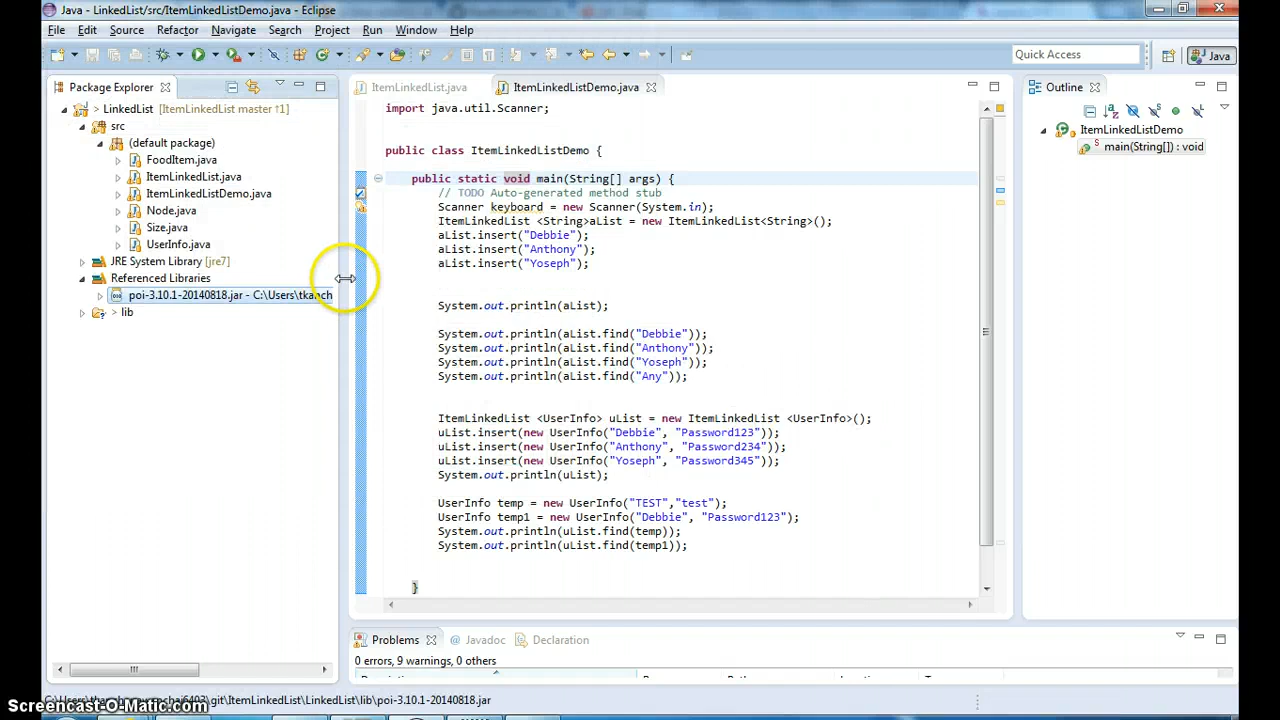 Java - LinkedList/src/ItemLinkedListDemo.java - Eclipse
File Edit Source Refactor Navigate Search Project Run Window Help
Quick Access Java
Package Explorer
> LinkedList [ItemLinkedList master ↑1]
src
(default package)
FoodItem.java
ItemLinkedList.java
ItemLinkedListDemo.java
Node.java
Size.java
UserInfo.java
JRE System Library [jre7]
Referenced Libraries
poi-3.10.1-20140818.jar - C:\Users\tkanch
> lib
ItemLinkedList.java ItemLinkedListDemo.java
import java.util.Scanner;
public class ItemLinkedListDemo {
public static void main(String[] args) {
// TODO Auto-generated method stub
Scanner keyboard = new Scanner(System.in);
ItemLinkedList <String>aList = new ItemLinkedList<String>();
aList.insert("Debbie");
aList.insert("Anthony");
aList.insert("Yoseph");
System.out.println(aList);
System.out.println(aList.find("Debbie"));
System.out.println(aList.find("Anthony"));
System.out.println(aList.find("Yoseph"));
System.out.println(aList.find("Any"));
ItemLinkedList <UserInfo> uList = new ItemLinkedList <UserInfo>();
uList.insert(new UserInfo("Debbie", "Password123"));
uList.insert(new UserInfo("Anthony", "Password234"));
uList.insert(new UserInfo("Yoseph", "Password345"));
System.out.println(uList);
UserInfo temp = new UserInfo("TEST","test");
UserInfo temp1 = new UserInfo("Debbie", "Password123");
System.out.println(uList.find(temp));
System.out.println(uList.find(temp1));
}
Outline
ItemLinkedListDemo
main(String[]) : void
Problems @ Javadoc Declaration
0 errors, 9 warnings, 0 others
git\ItemLinkedList\LinkedList\lib\poi-3.10.1-20140818.jar
Screencast-O-Matic.com